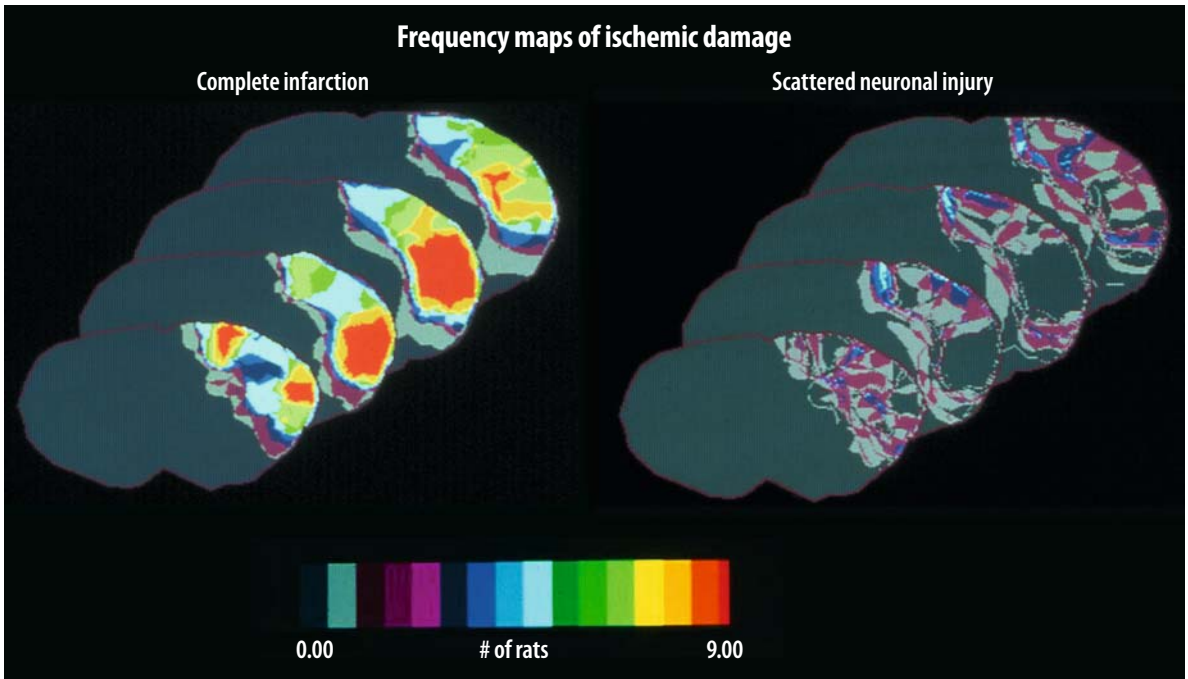 Frequency maps of ischemic damage
Complete infarction
Scattered neuronal injury
0.00 # of rats 9.00